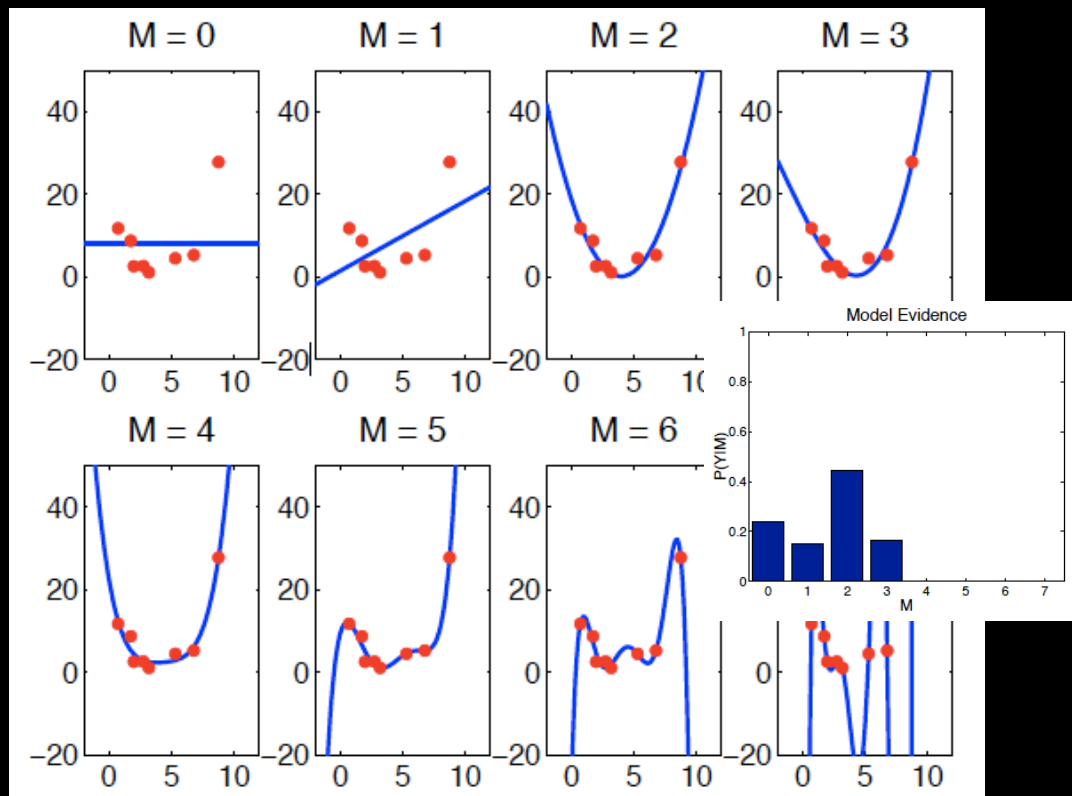 M = 0 M = 1 M = 2 M = 3
40 40 40 40
20 20 20 20
0 0 0 0
−20 −20 −20
0 5 10 0 5 10 0 5 10
Model Evidence
1
0.8
0.6
0.4
0.2
0
P(Y|M)
0 1 2 3 4 5 6 7
M
M = 4 M = 5 M = 6
40 40 40
20 20 20
0 0 0 0
−20 −20 −20 −20
0 5 10 0 5 10 0 5 10 0 5 10